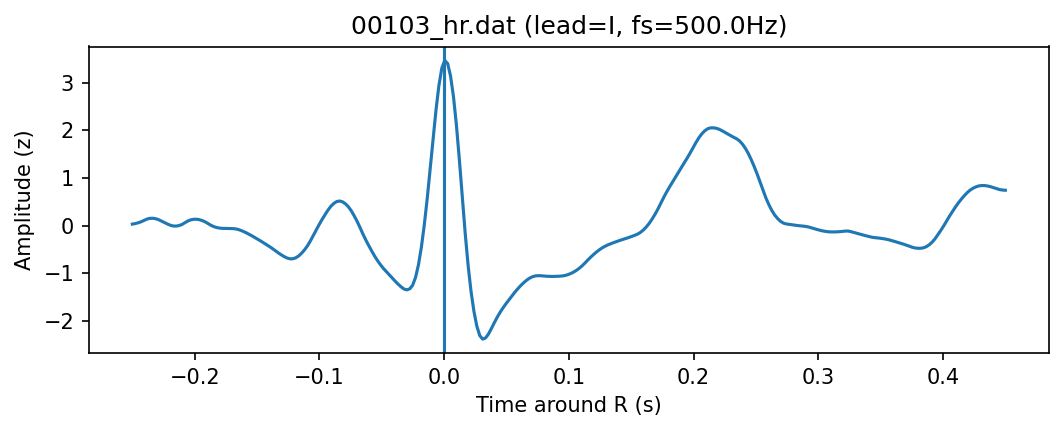 00103_hr.dat (lead=I, fs=500.0Hz)
Amplitude (z)
3
2
1
0
−1
−2
−0.2 −0.1 0.0 0.1 0.2 0.3 0.4
Time around R (s)